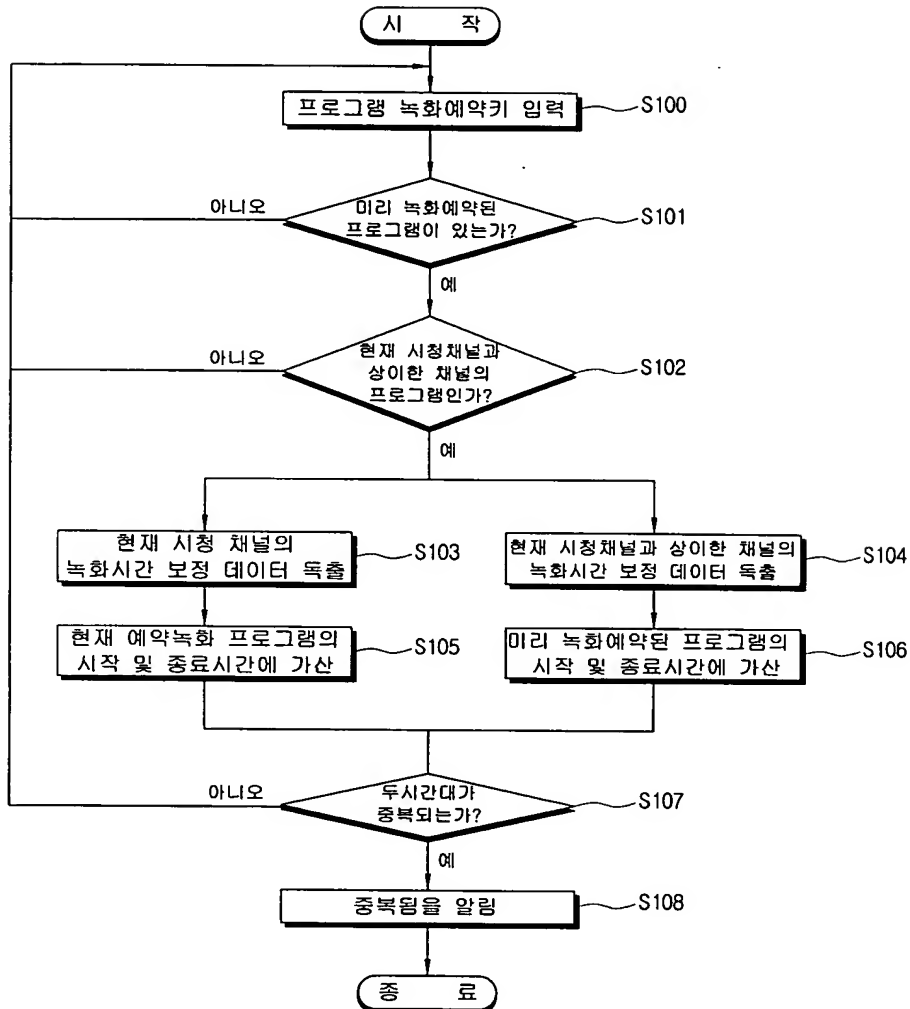 시 작
프로그램 녹화예약키 입력
S100
아니오
미리 녹화예약된
프로그램이 있는가?
S101
예
아니오
현재 시청채널과
상이한 채널의
프로그램인가?
S102
예
현재 시청 채널의
녹화시간 보정 데이터 독출
S103
현재 시청채널과 상이한 채널의
녹화시간 보정 데이터 독출
S104
현재 예약녹화 프로그램의
시작 및 종료시간에 가산
S105
미리 녹화예약된 프로그램의
시작 및 종료시간에 가산
S106
아니오
두시간대가
중복되는가?
S107
예
중복됨을 알림
S108
종 료